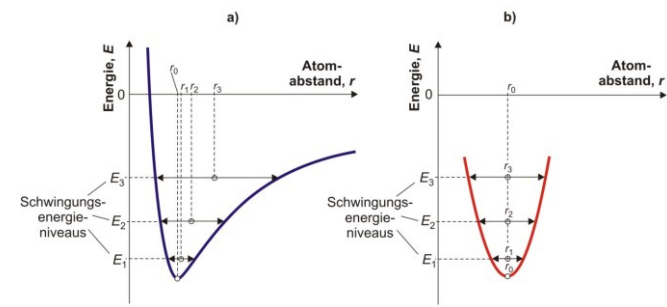 a)
Energie, E
0
r0
r1
r2
r3
Atom-
abstand, r
E3
Schwingungs-
energie-
niveaus
E2
E1
b)
Energie, E
0
r0
Atom-
abstand, r
E3
r3
Schwingungs-
energie-
niveaus
E2
r2
E1
r1
r0